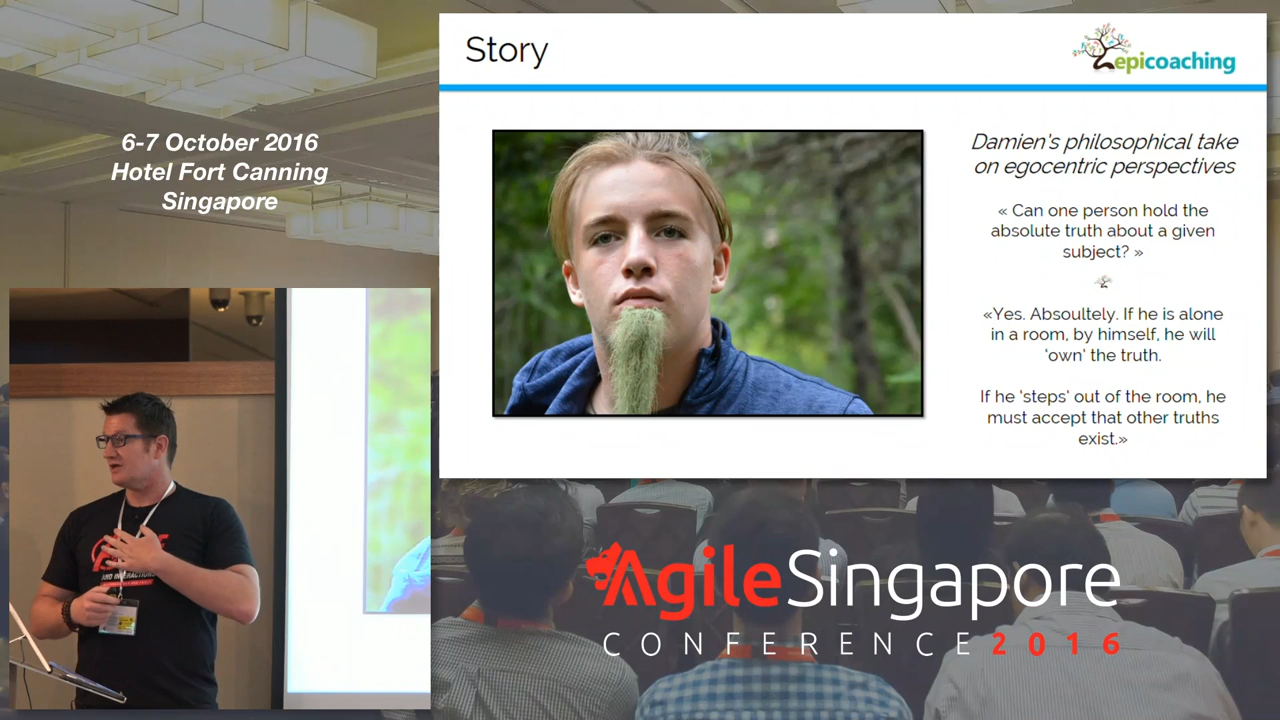 6-7 October 2016
Hotel Fort Canning
Singapore
Story
epicoaching
Damien's philosophical take
on egocentric perspectives
« Can one person hold the
absolute truth about a given
subject? »
«Yes. Absoultely. If he is alone
in a room, by himself, he will
'own' the truth.
If he 'steps' out of the room, he
must accept that other truths
exist.»
AND INTERACTIONS
AgileSingapore
CONFERENCE 2016